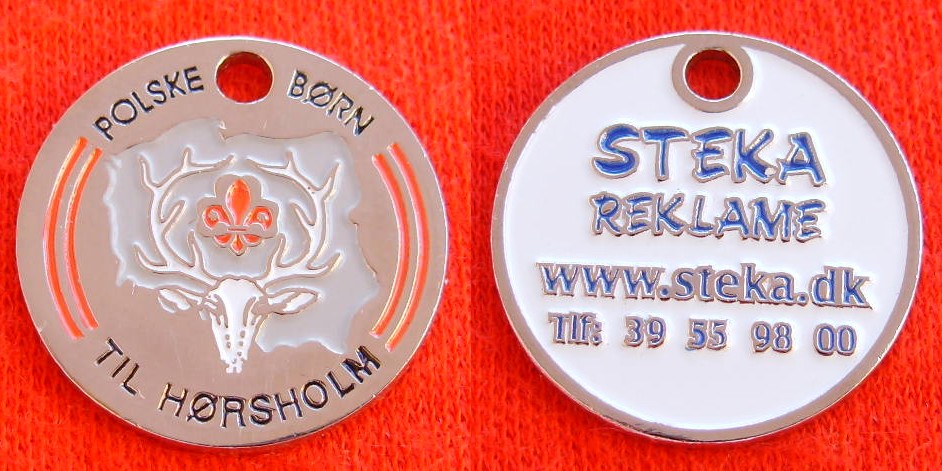 POLSKE BØRN
TIL HØRSHOLM
STEKA
REKLAME
www.steka.dk
Tlf: 39 55 98 00